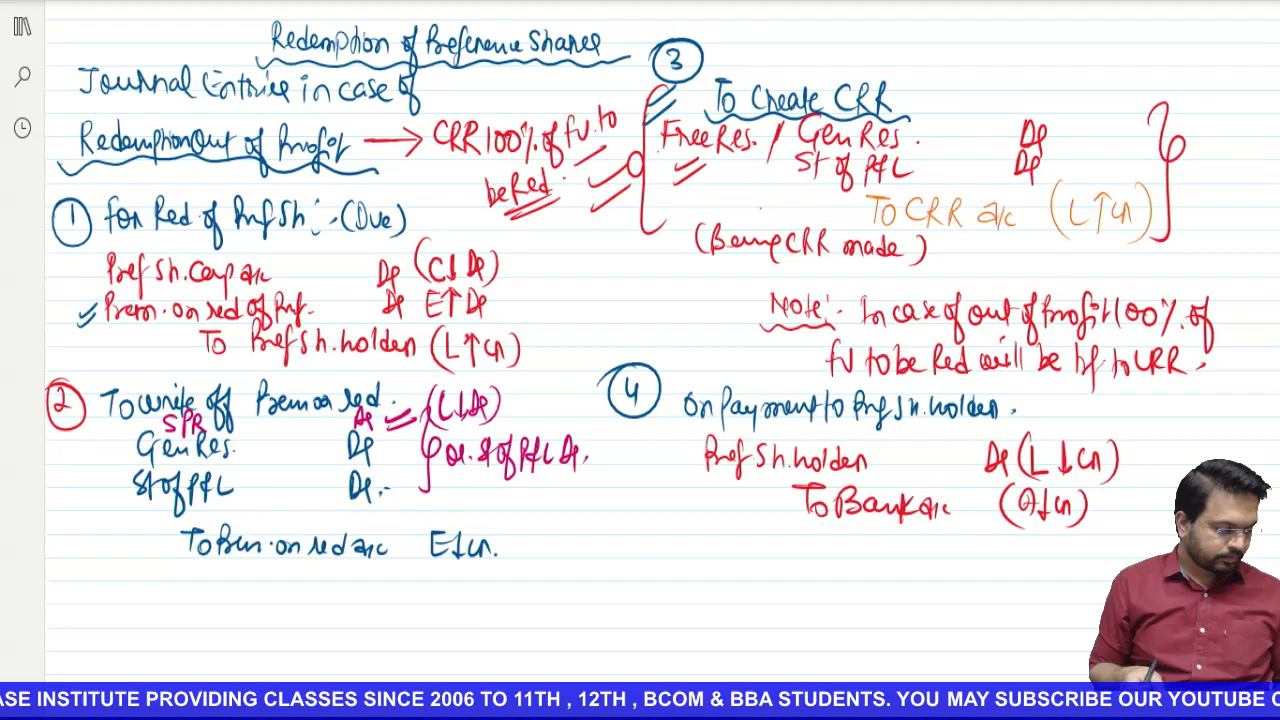 Redemption of Preference Shares
Journal Entries in case of
Redemption Out of Profit → CRR 100% of fv. to
be Red.
① for Red of Pref Sh :- (Due)
Pref Sh. Cap a/c Dr (C↓ Dr)
Prem. on red of Pref. Dr E↑ Dr
To Pref Sh. holders (L↑ Cr)
② To write off Prem on red.
SPR Dr (L↓ Dr)
Gen Res. Dr or. St of P&L Dr.
St of P&L Dr.-
To Prem. on red a/c E↓ Cr.
③
To Create CRR
Free Res. / Gen Res. Dr
St of P&L Dr
To CRR a/c (L↑ Cr)
(Being CRR made)
Note:- In case of out of Profit 100% of
fv to be Red will be trf to CRR.
④ on Payment to Pref Sh. holders.
Pref Sh. holders Dr (L↓ Cr)
To Bank a/c (A↓ Cr)
ASE INSTITUTE PROVIDING CLASSES SINCE 2006 TO 11TH , 12TH , BCOM & BBA STUDENTS. YOU MAY SUBSCRIBE OUR YOUTUBE C